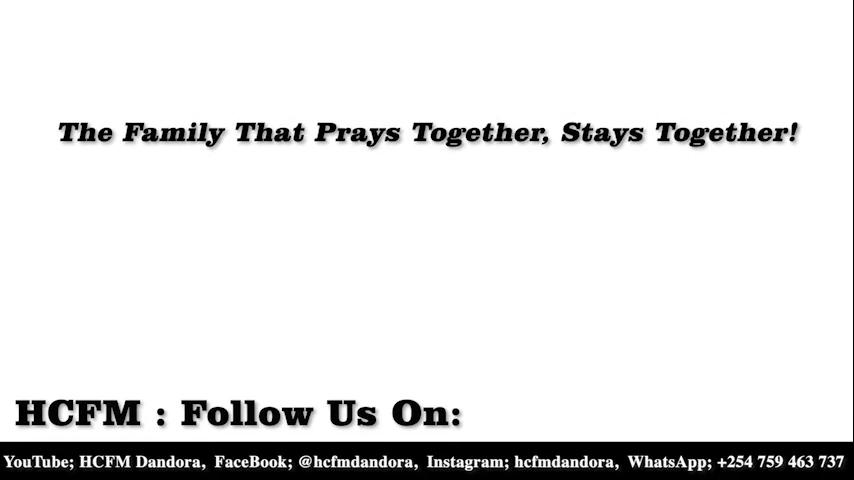 The Family That Prays Together, Stays Together!
HCFM : Follow Us On:
YouTube; HCFM Dandora, FaceBook; @hcfmdandora, Instagram; hcfmdandora, WhatsApp; +254 759 463 737